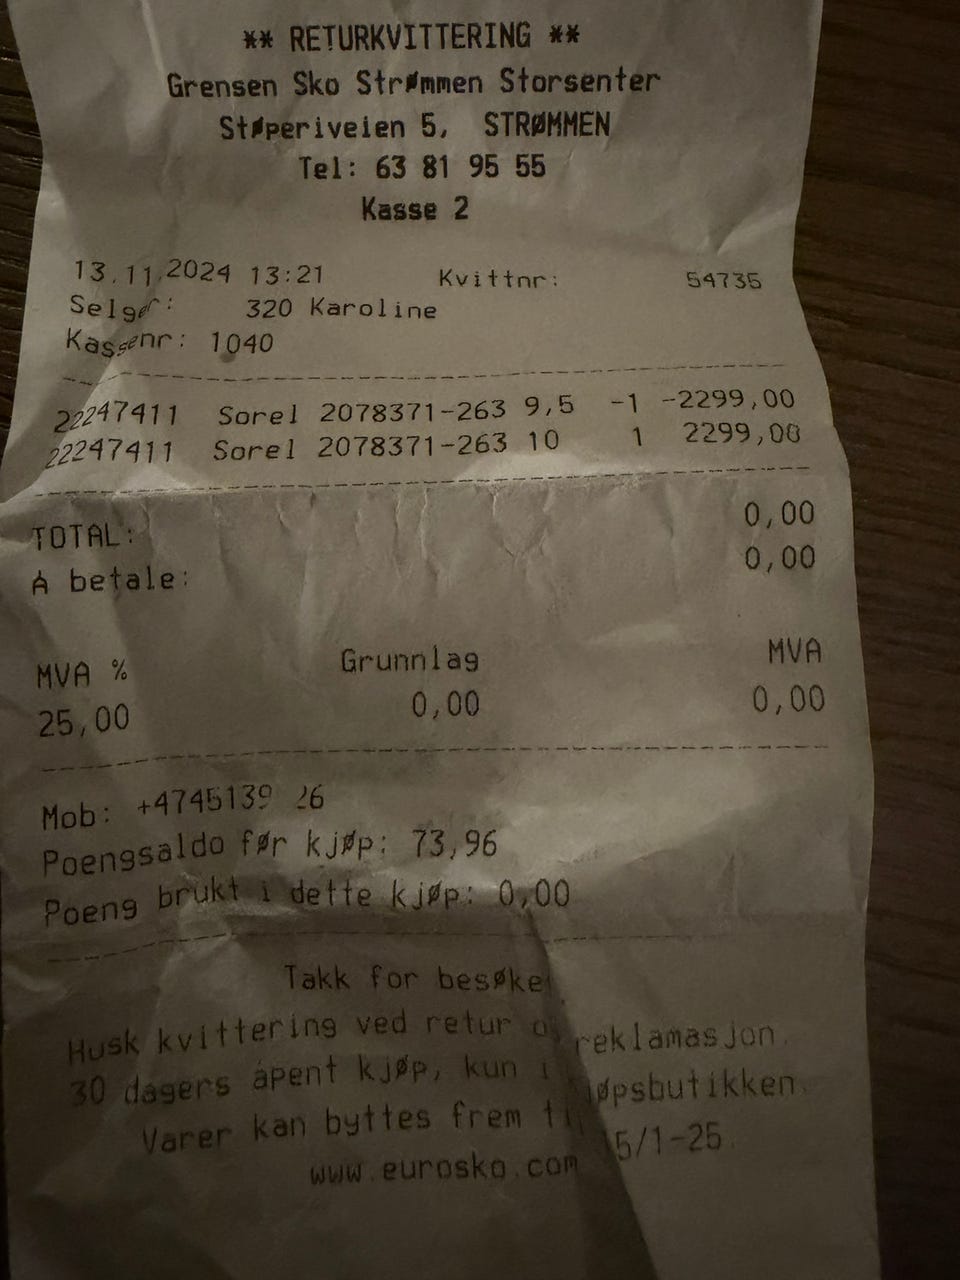 ** RETURKVITTERING **
Grensen Sko Strømmen Storsenter
Støperiveien 5, STRØMMEN
Tel: 63 81 95 55
Kasse 2
13.11.2024 13:21 Kvittnr: 54735
Selger: 320 Karoline
Kassenr: 1040
22247411 Sorel 2078371-263 9,5 -1 -2299,00
22247411 Sorel 2078371-263 10 1 2299,00
TOTAL: 0,00
Å betale: 0,00
MVA % Grunnlag MVA
25,00 0,00 0,00
Mob:
Poengsaldo før kjøp: 73,96
Poeng brukt i dette kjøp: 0,00
Takk for besøket
Husk kvittering ved retur og reklamasjon.
30 dagers åpent kjøp, kun i kjøpsbutikken.
Varer kan byttes frem til 5/1-25.
www.eurosko.com